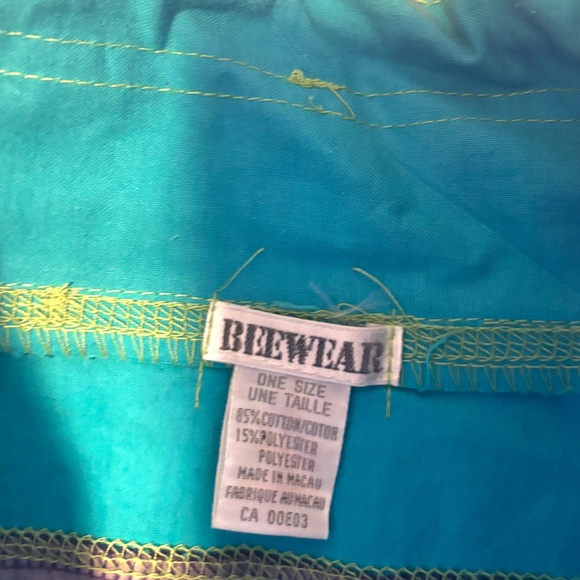 BEEWEAR
ONE SIZE
UNE TAILLE
85%COTTON/COTON
15%POLYESTER
POLYESTER
MADE IN MACAU
FABRIQUE AU MACAU
CA 00E03